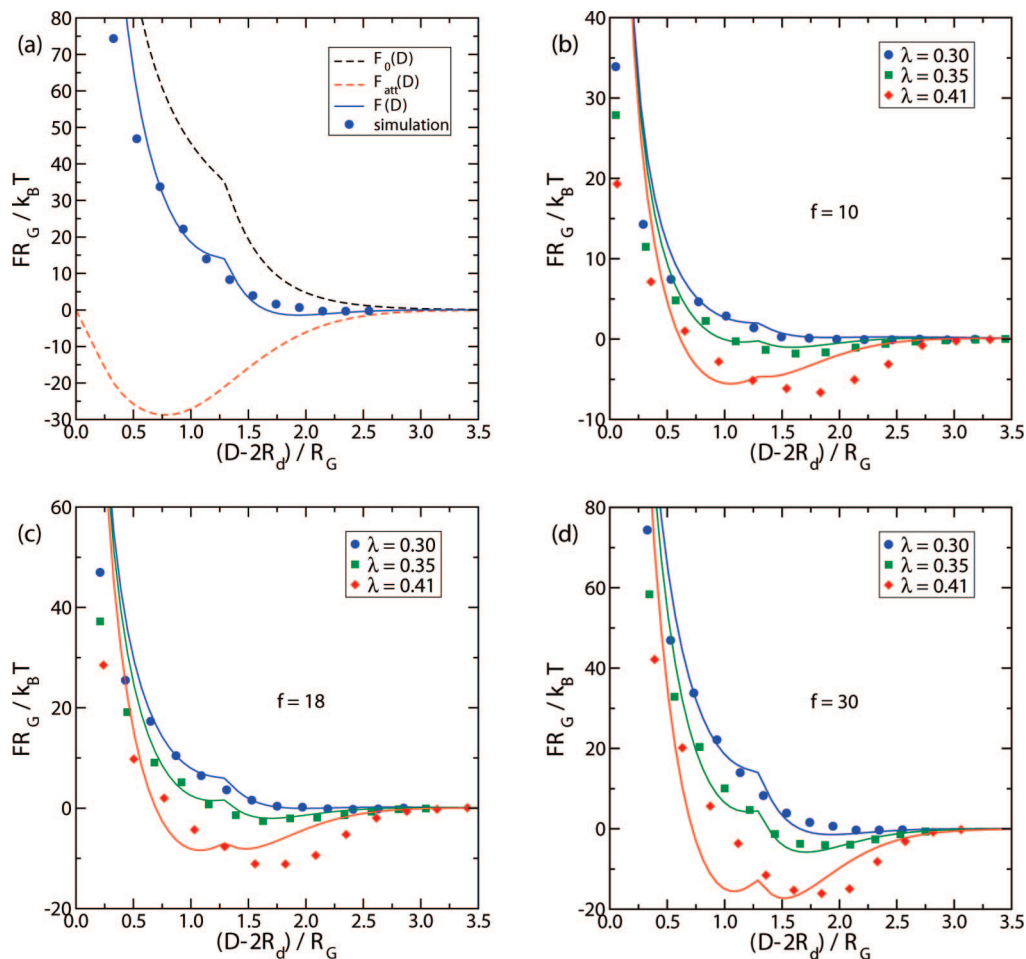 (a)
80
70
60
50
40
30
20
10
0
-10
-20
-30
FR_G / k_BT
F_0(D)
F_att(D)
F(D)
simulation
0.0 0.5 1.0 1.5 2.0 2.5 3.0 3.5
(D-2R_d) / R_G
(b)
40
30
20
10
0
-10
FR_G / k_BT
λ = 0.30
λ = 0.35
λ = 0.41
f = 10
0.0 0.5 1.0 1.5 2.0 2.5 3.0 3.5
(D-2R_d) / R_G
(c)
60
40
20
0
-20
FR_G / k_BT
λ = 0.30
λ = 0.35
λ = 0.41
f = 18
0.0 0.5 1.0 1.5 2.0 2.5 3.0 3.5
(D-2R_d) / R_G
(d)
80
60
40
20
0
-20
FR_G / k_BT
λ = 0.30
λ = 0.35
λ = 0.41
f = 30
0.0 0.5 1.0 1.5 2.0 2.5 3.0 3.5
(D-2R_d) / R_G